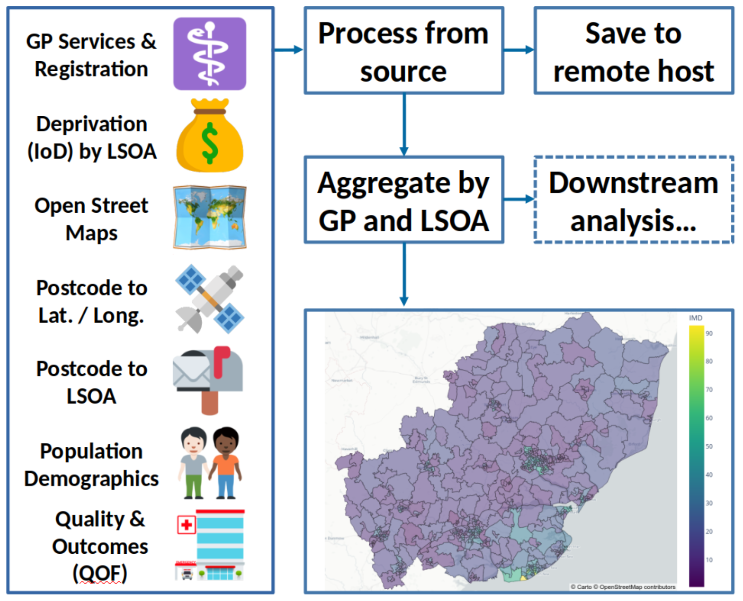 GP Services &
Registration
Deprivation
(IoD) by LSOA
Open Street
Maps
Postcode to
Lat. / Long.
Postcode to
LSOA
Population
Demographics
Quality &
Outcomes
(QOF)
Process from
source
Save to
remote host
Aggregate by
GP and LSOA
Downstream
analysis...
IMD
90
80
70
60
50
40
30
20
10
© Carto © OpenStreetMap contributors